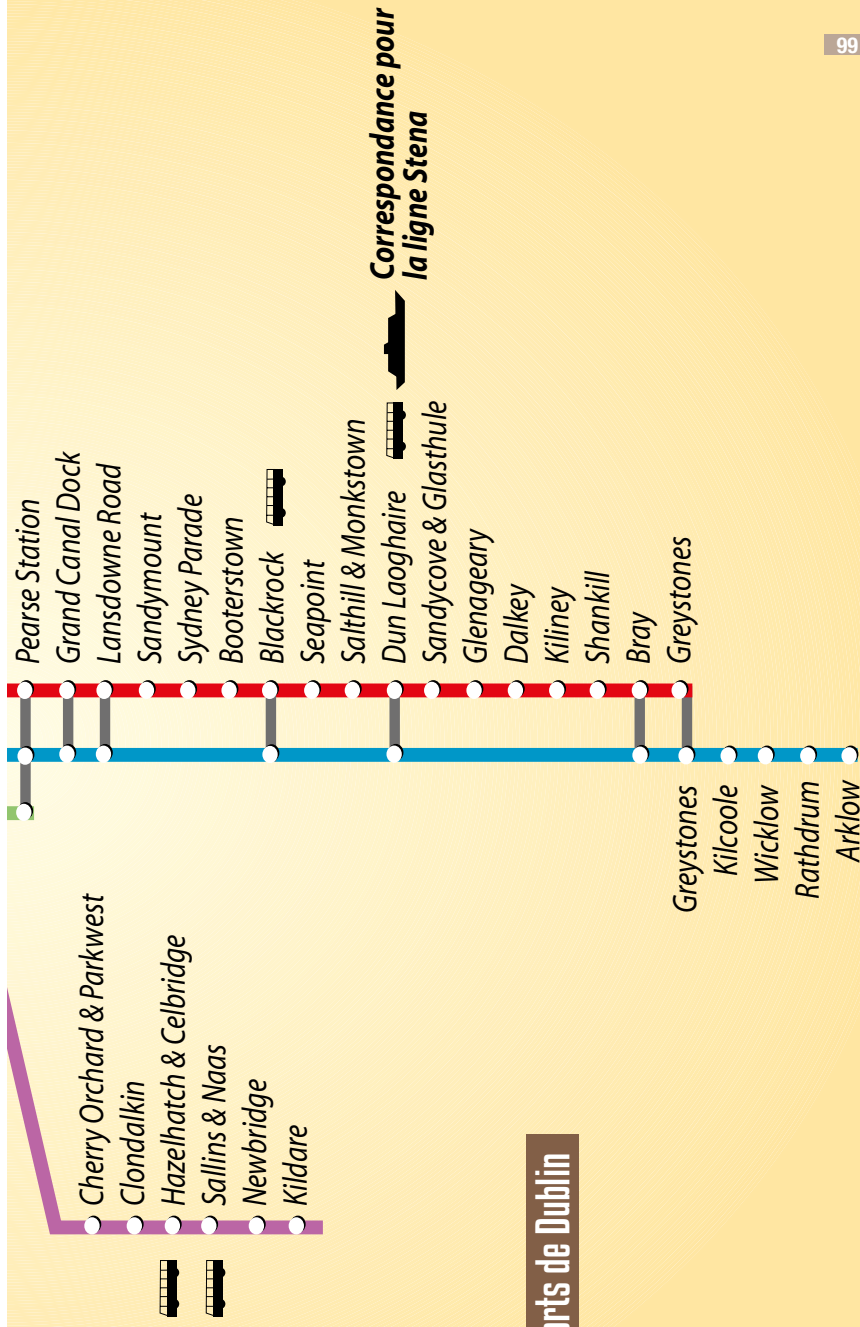 99
Pearse Station
Grand Canal Dock
Lansdowne Road
Sandymount
Sydney Parade
Booterstown
Blackrock
Seapoint
Salthill & Monkstown
Dun Laoghaire
Correspondance pour
la ligne Stena
Sandycove & Glasthule
Glenageary
Dalkey
Kiliney
Shankill
Bray
Greystones
Greystones
Kilcoole
Wicklow
Rathdrum
Arklow
Cherry Orchard & Parkwest
Clondalkin
Hazelhatch & Celbridge
Sallins & Naas
Newbridge
Kildare
orts de Dublin